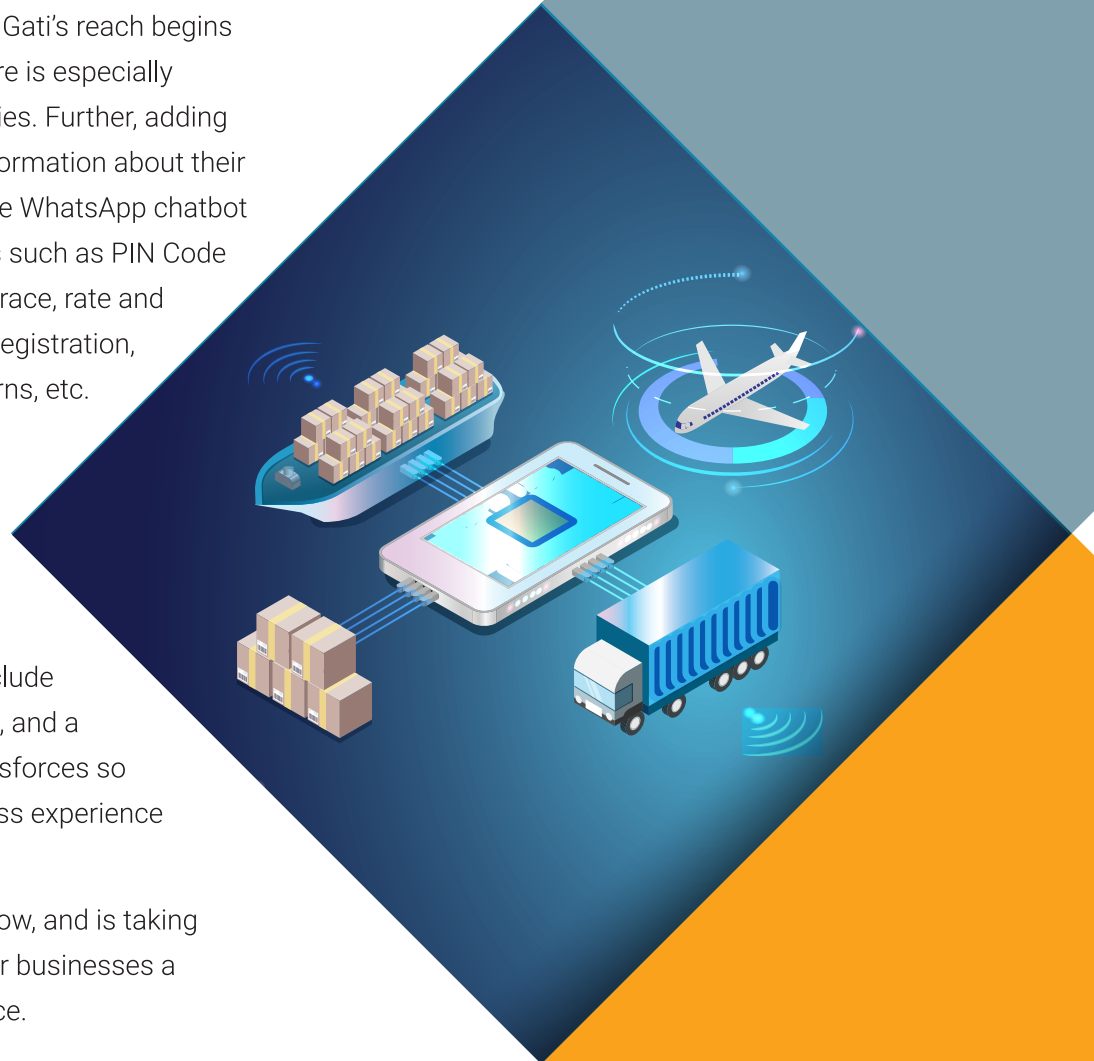 Gati’s reach begins
re is especially
ies. Further, adding
formation about their
e WhatsApp chatbot
s such as PIN Code
race, rate and
egistration,
rns, etc.
clude
, and a
sforces so
ss experience
ow, and is taking
r businesses a
ce.